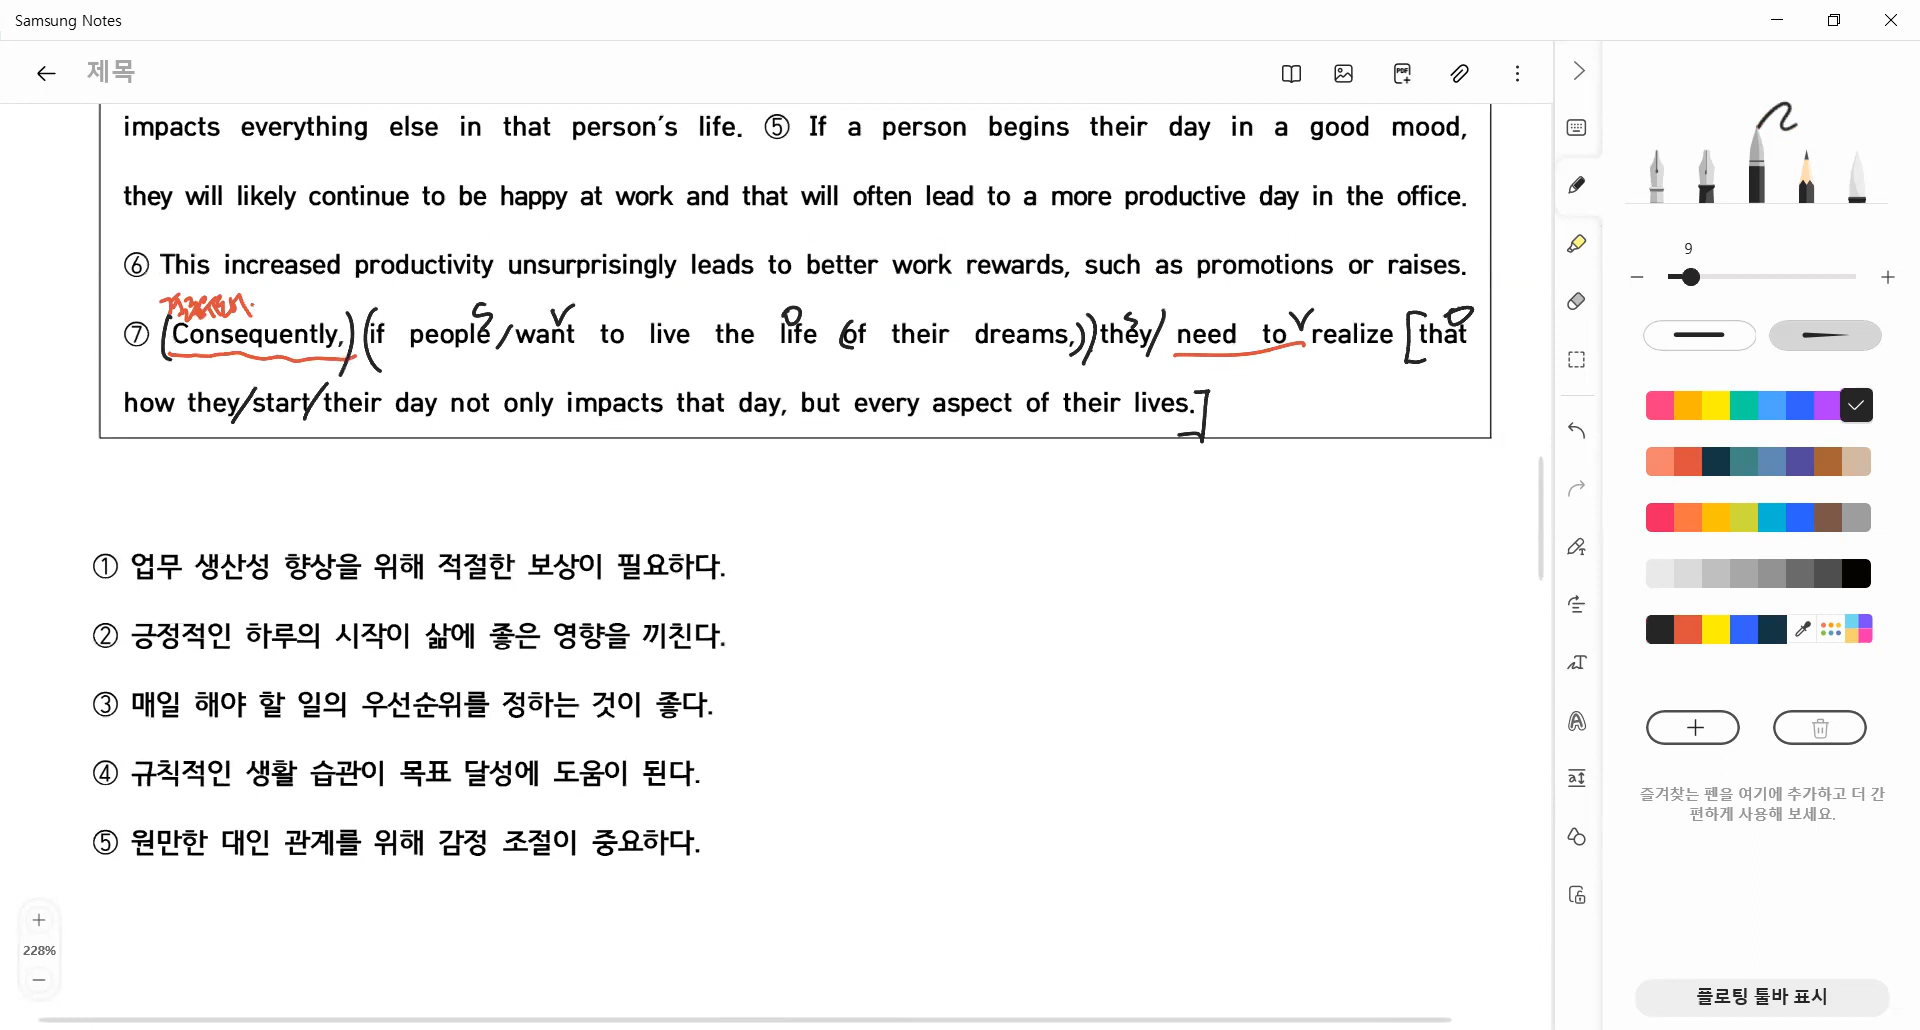 Samsung Notes
제목
impacts everything else in that person's life. ⑤ If a person begins their day in a good mood,
they will likely continue to be happy at work and that will often lead to a more productive day in the office.
⑥ This increased productivity unsurprisingly leads to better work rewards, such as promotions or raises.
S V O S V O
⑦ (Consequently,) (if people/want to live the life (of their dreams,)) they/ need to realize [that
how they/start/their day not only impacts that day, but every aspect of their lives.]
① 업무 생산성 향상을 위해 적절한 보상이 필요하다.
② 긍정적인 하루의 시작이 삶에 좋은 영향을 끼친다.
③ 매일 해야 할 일의 우선순위를 정하는 것이 좋다.
④ 규칙적인 생활 습관이 목표 달성에 도움이 된다.
⑤ 원만한 대인 관계를 위해 감정 조절이 중요하다.
228%
PDF
9
즐겨찾는 펜을 여기에 추가하고 더 간
편하게 사용해 보세요.
플로팅 툴바 표시